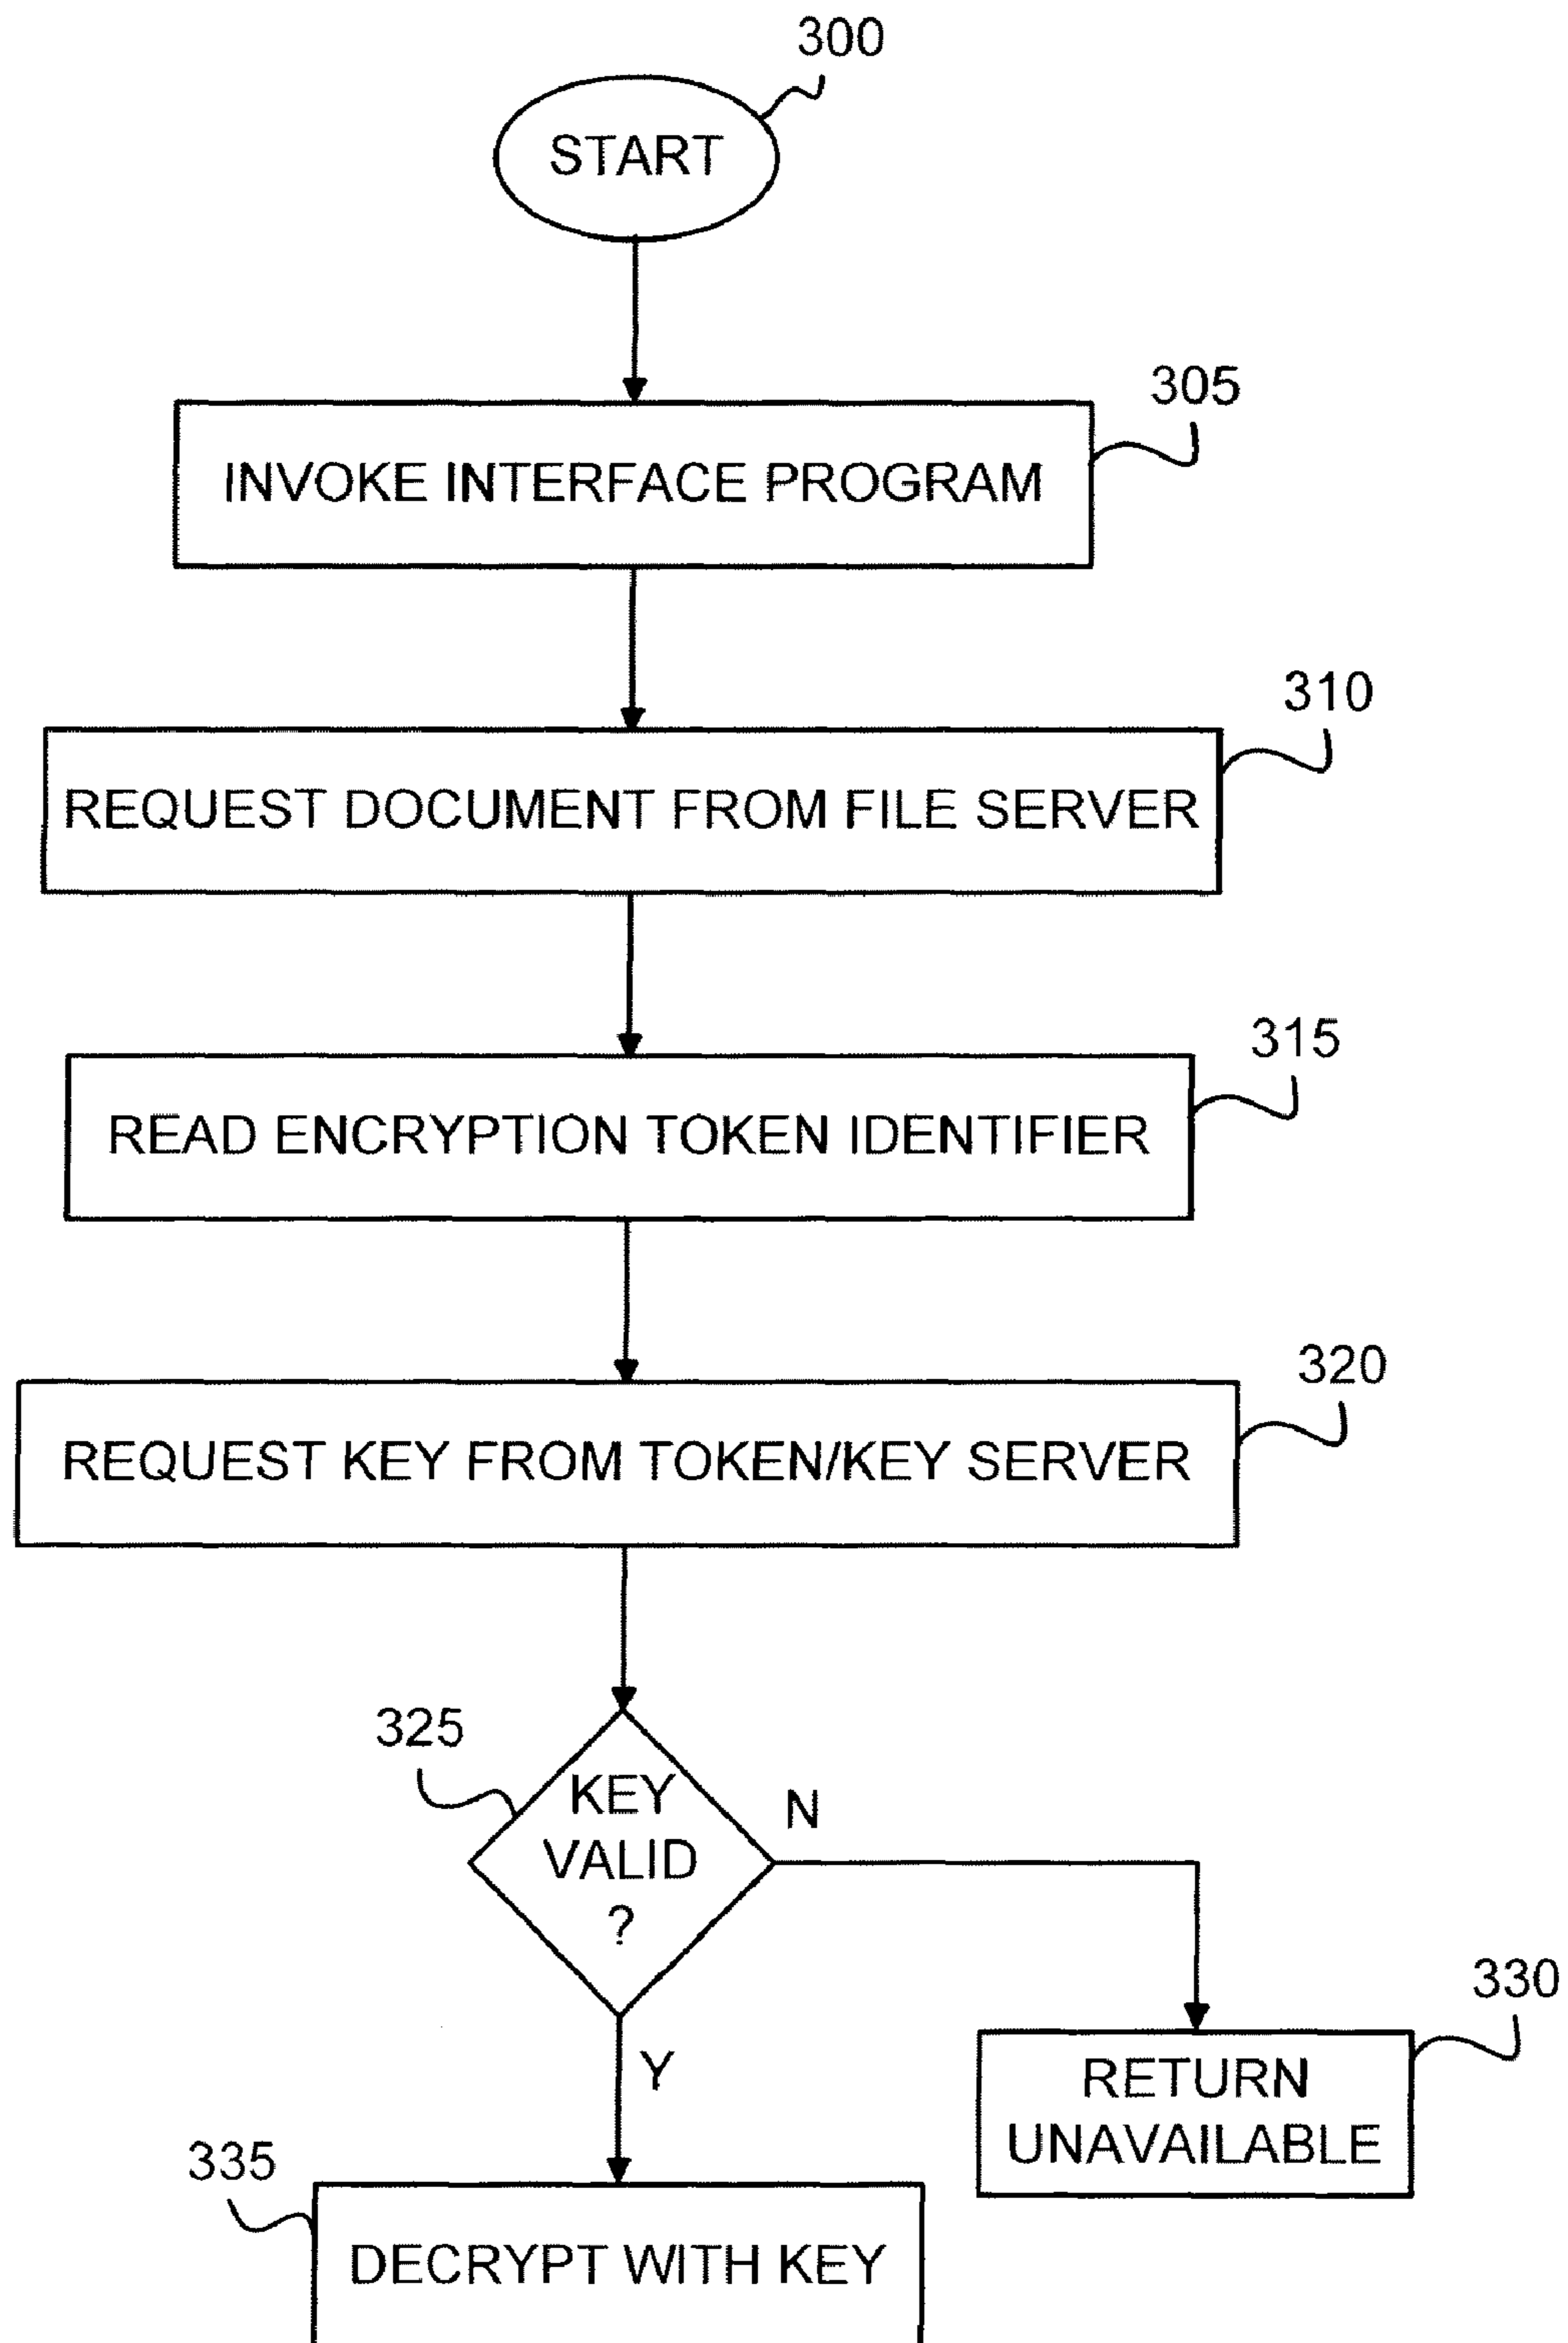 300
START
305
INVOKE INTERFACE PROGRAM
310
REQUEST DOCUMENT FROM FILE SERVER
315
READ ENCRYPTION TOKEN IDENTIFIER
320
REQUEST KEY FROM TOKEN/KEY SERVER
325
KEY
VALID
?
N
Y
330
RETURN
UNAVAILABLE
335
DECRYPT WITH KEY